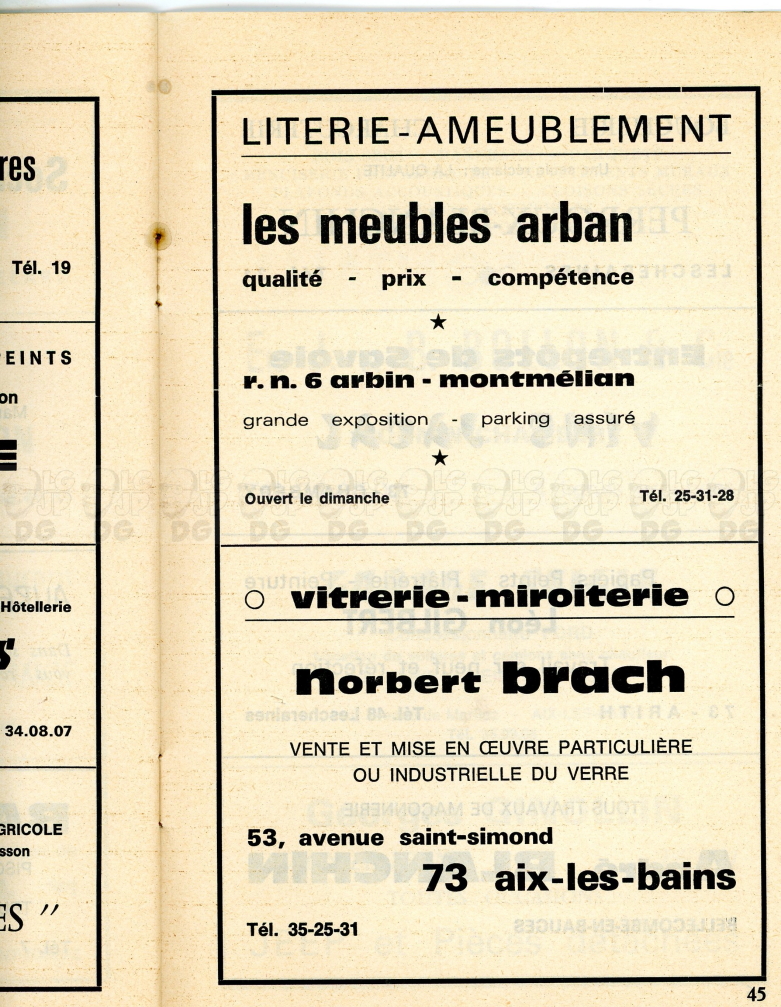 res
Tél. 19
PEINTS
on
Hôtellerie
34.08.07
GRICOLE
sson
ES "
LITERIE-AMEUBLEMENT
les meubles arban
qualité - prix - compétence
★
r. n. 6 arbin - montmélian
grande exposition - parking assuré
★
Ouvert le dimanche Tél. 25-31-28
○ vitrerie-miroiterie ○
norbert brach
VENTE ET MISE EN ŒUVRE PARTICULIÈRE
OU INDUSTRIELLE DU VERRE
53, avenue saint-simond
73 aix-les-bains
Tél. 35-25-31
45